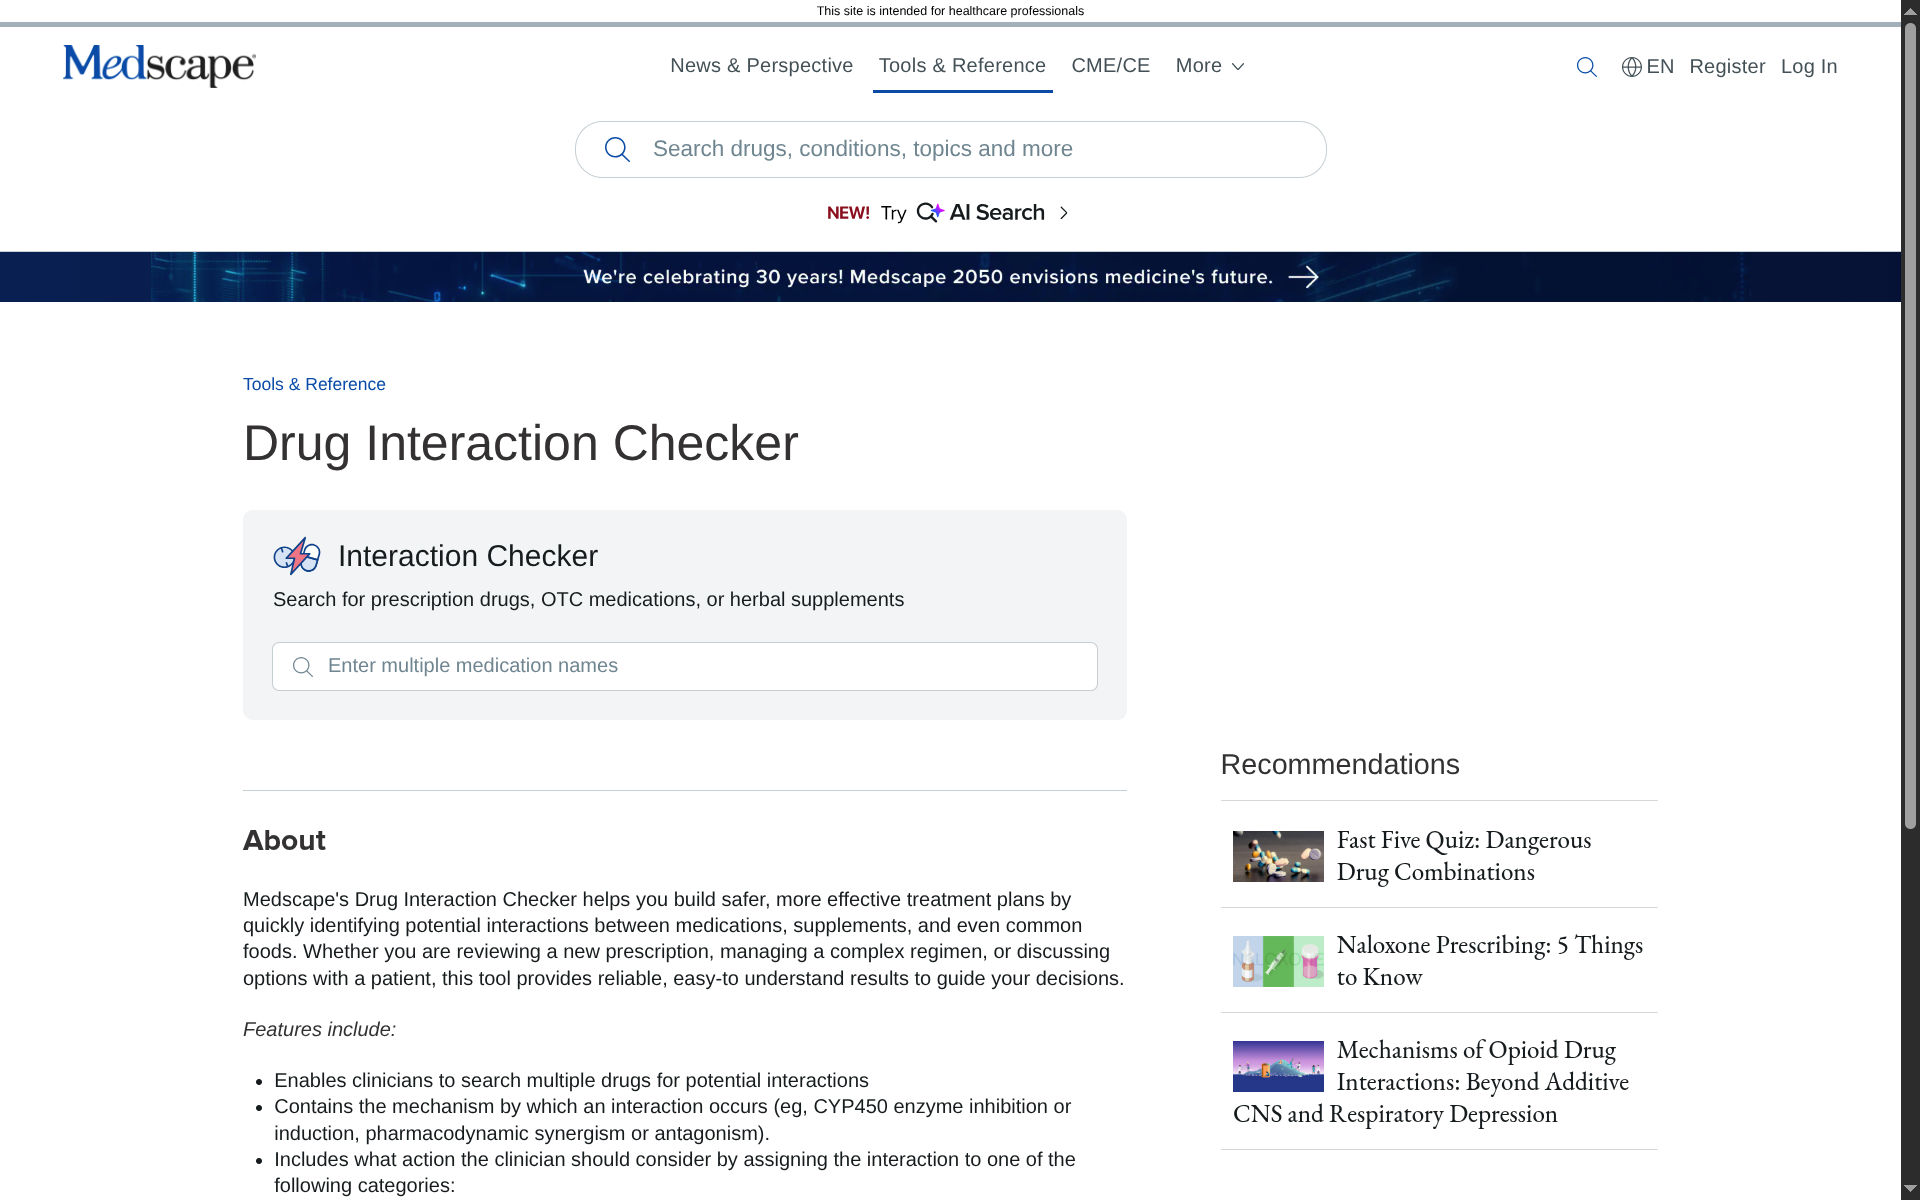 This site is intended for healthcare professionals
Medscape
News & Perspective
Tools & Reference
CME/CE
More
EN
Register
Log In
Search drugs, conditions, topics and more
NEW! Try AI Search
We're celebrating 30 years! Medscape 2050 envisions medicine's future.
Tools & Reference
Drug Interaction Checker
Interaction Checker
Search for prescription drugs, OTC medications, or herbal supplements
Enter multiple medication names
About
Medscape's Drug Interaction Checker helps you build safer, more effective treatment plans by
quickly identifying potential interactions between medications, supplements, and even common
foods. Whether you are reviewing a new prescription, managing a complex regimen, or discussing
options with a patient, this tool provides reliable, easy-to understand results to guide your decisions.
Features include:
• Enables clinicians to search multiple drugs for potential interactions
• Contains the mechanism by which an interaction occurs (eg, CYP450 enzyme inhibition or
induction, pharmacodynamic synergism or antagonism).
• Includes what action the clinician should consider by assigning the interaction to one of the
following categories:
Recommendations
Fast Five Quiz: Dangerous
Drug Combinations
Naloxone Prescribing: 5 Things
to Know
Mechanisms of Opioid Drug
Interactions: Beyond Additive
CNS and Respiratory Depression